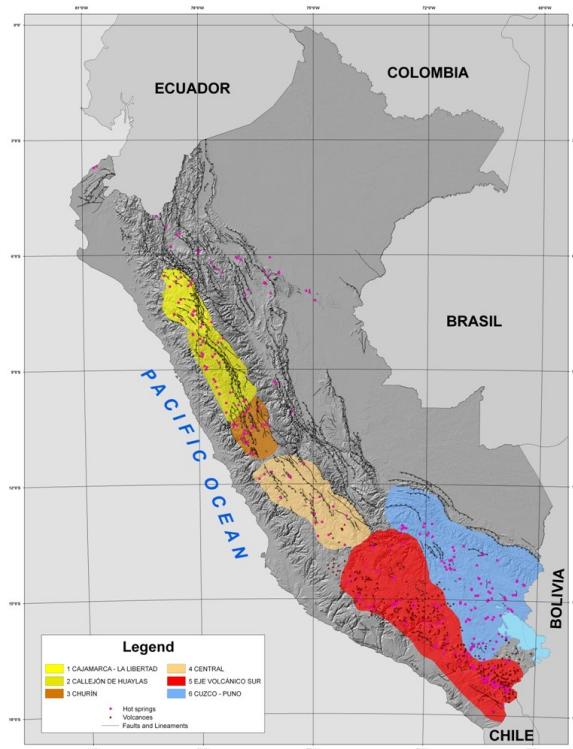 COLOMBIA
ECUADOR
BRASIL
PACIFIC OCEAN
BOLIVIA
CHILE
Legend
1 CAJAMARCA - LA LIBERTAD
2 CALLEJÓN DE HUAYLAS
3 CHURÍN
4 CENTRAL
5 EJE VOLCÁNICO SUR
6 CUZCO - PUNO
Hot springs
Volcanoes
Faults and Lineaments